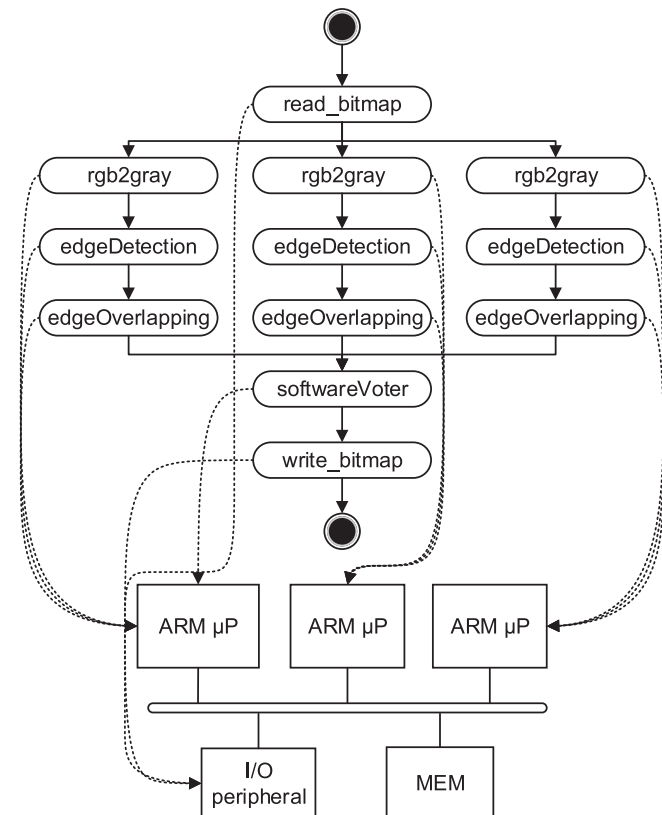 read_bitmap
rgb2gray rgb2gray rgb2gray
edgeDetection edgeDetection edgeDetection
edgeOverlapping edgeOverlapping edgeOverlapping
softwareVoter
write_bitmap
ARM µP ARM µP ARM µP
I/O
peripheral
MEM